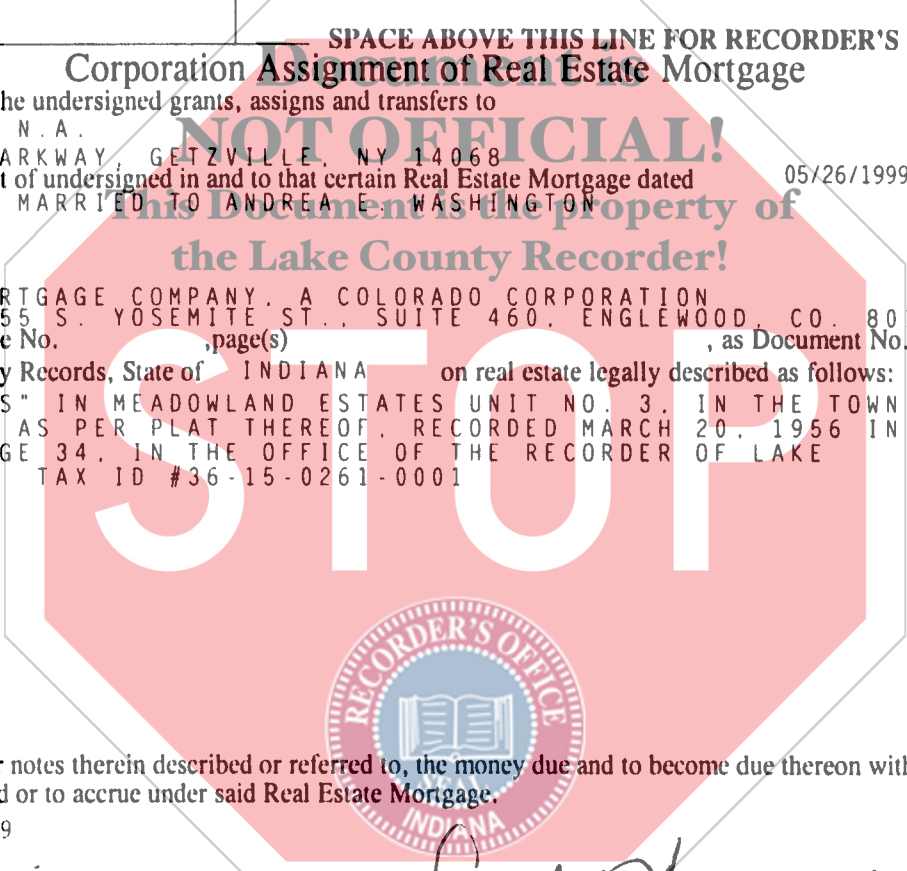 SPACE ABOVE THIS LINE FOR RECORDER'S
Corporation Assignment of Real Estate Mortgage
Document is
he undersigned grants, assigns and transfers to
N.A.
NOT OFFICIAL!
ARKWAY, GETZVILLE, NY 14068
t of undersigned in and to that certain Real Estate Mortgage dated 05/26/1999
MARRIED TO ANDREA E. WASHINGTON
This Document is the property of
the Lake County Recorder!
RTGAGE COMPANY, A COLORADO CORPORATION
55 S. YOSEMITE ST., SUITE 460, ENGLEWOOD, CO. 80
e No. ,page(s) , as Document No.
y Records, State of INDIANA on real estate legally described as follows:
S" IN MEADOWLAND ESTATES UNIT NO. 3, IN THE TOWN
AS PER PLAT THEREOF, RECORDED MARCH 20, 1956 IN
GE 34, IN THE OFFICE OF THE RECORDER OF LAKE
TAX ID #36-15-0261-0001
STOP
RECORDER'S OFFICE
SEAL
INDIANA
r notes therein described or referred to, the money due and to become due thereon with
d or to accrue under said Real Estate Mortgage.
9